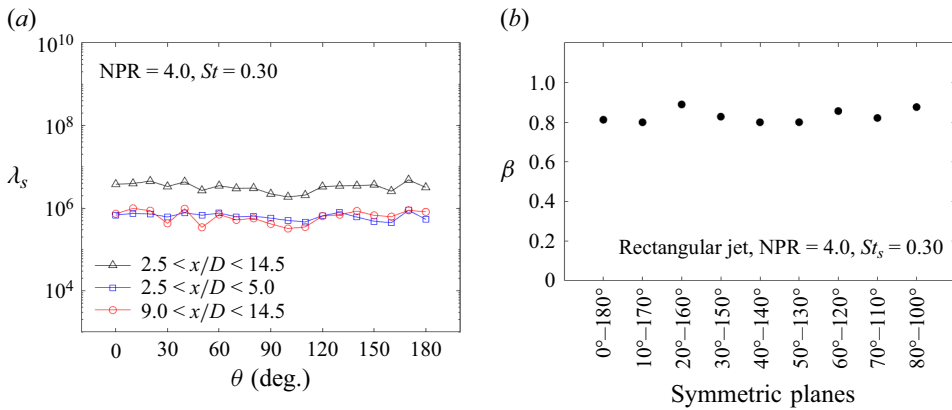 (a)
10^10
10^8
10^6
10^4
λ_s
NPR = 4.0, St = 0.30
2.5 < x/D < 14.5
2.5 < x/D < 5.0
9.0 < x/D < 14.5
0 30 60 90 120 150 180
θ (deg.)
(b)
1.0
0.8
0.6
0.4
0.2
0
β
Rectangular jet, NPR = 4.0, St_s = 0.30
0°–180°
10°–170°
20°–160°
30°–150°
40°–140°
50°–130°
60°–120°
70°–110°
80°–100°
Symmetric planes